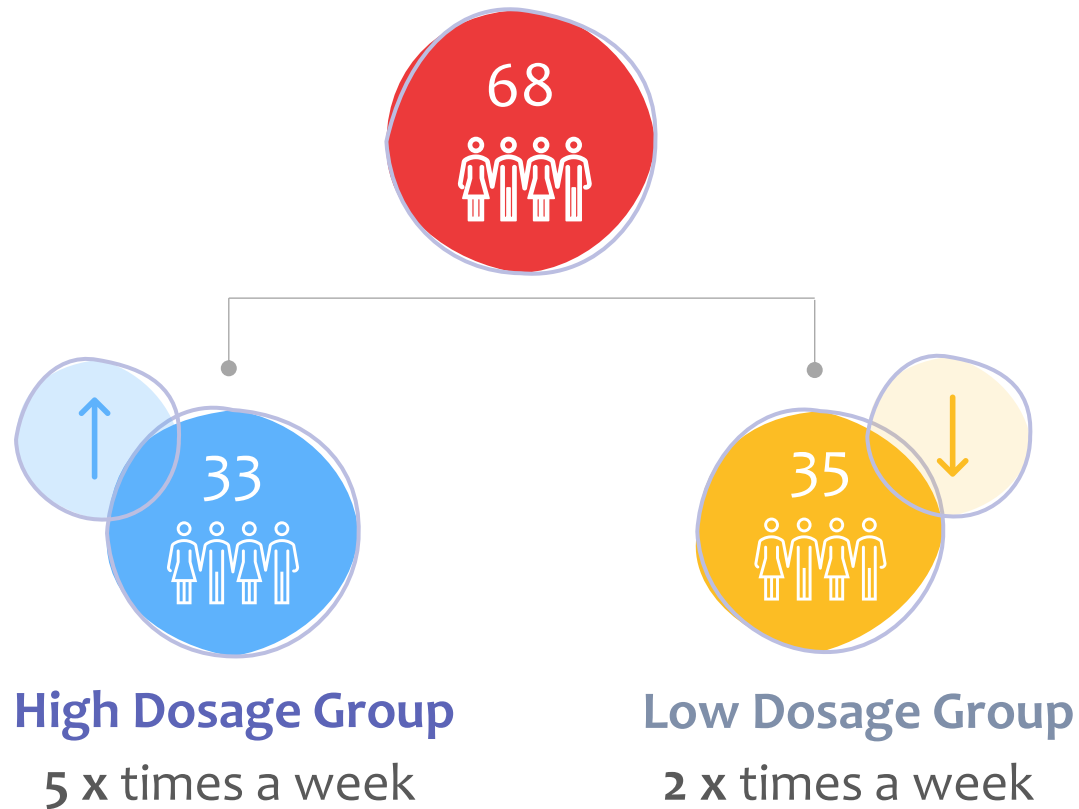 68
33
35
High Dosage Group
5 x times a week
Low Dosage Group
2 x times a week